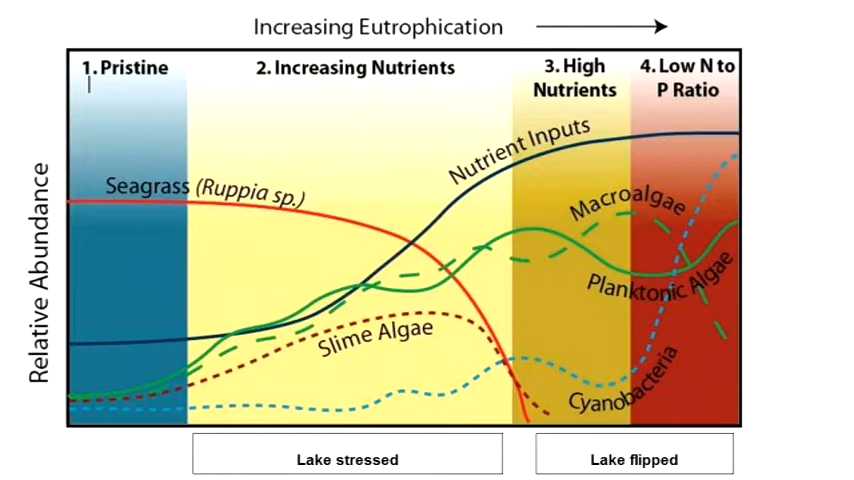 Increasing Eutrophication
1. Pristine
2. Increasing Nutrients
3. High
Nutrients
4. Low N to
P Ratio
Relative Abundance
Seagrass (Ruppia sp.)
Nutrient Inputs
Macroalgae
Planktonic Algae
Slime Algae
Cyanobacteria
Lake stressed
Lake flipped